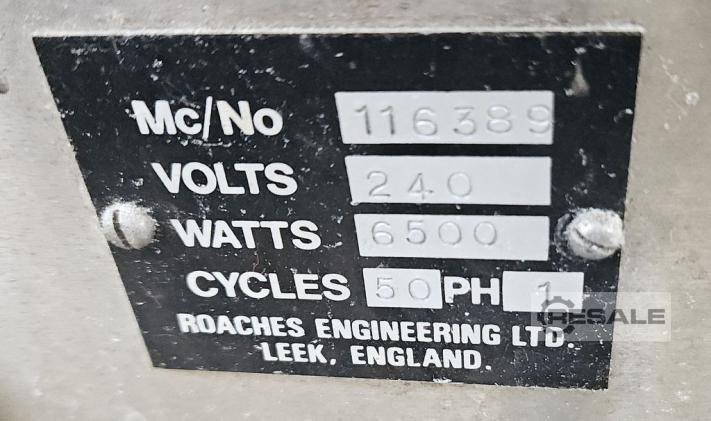 Mc/No 116389
VOLTS 240
WATTS 6500
CYCLES 50 PH 1
ROACHES ENGINEERING LTD.
LEEK, ENGLAND.
RESALE